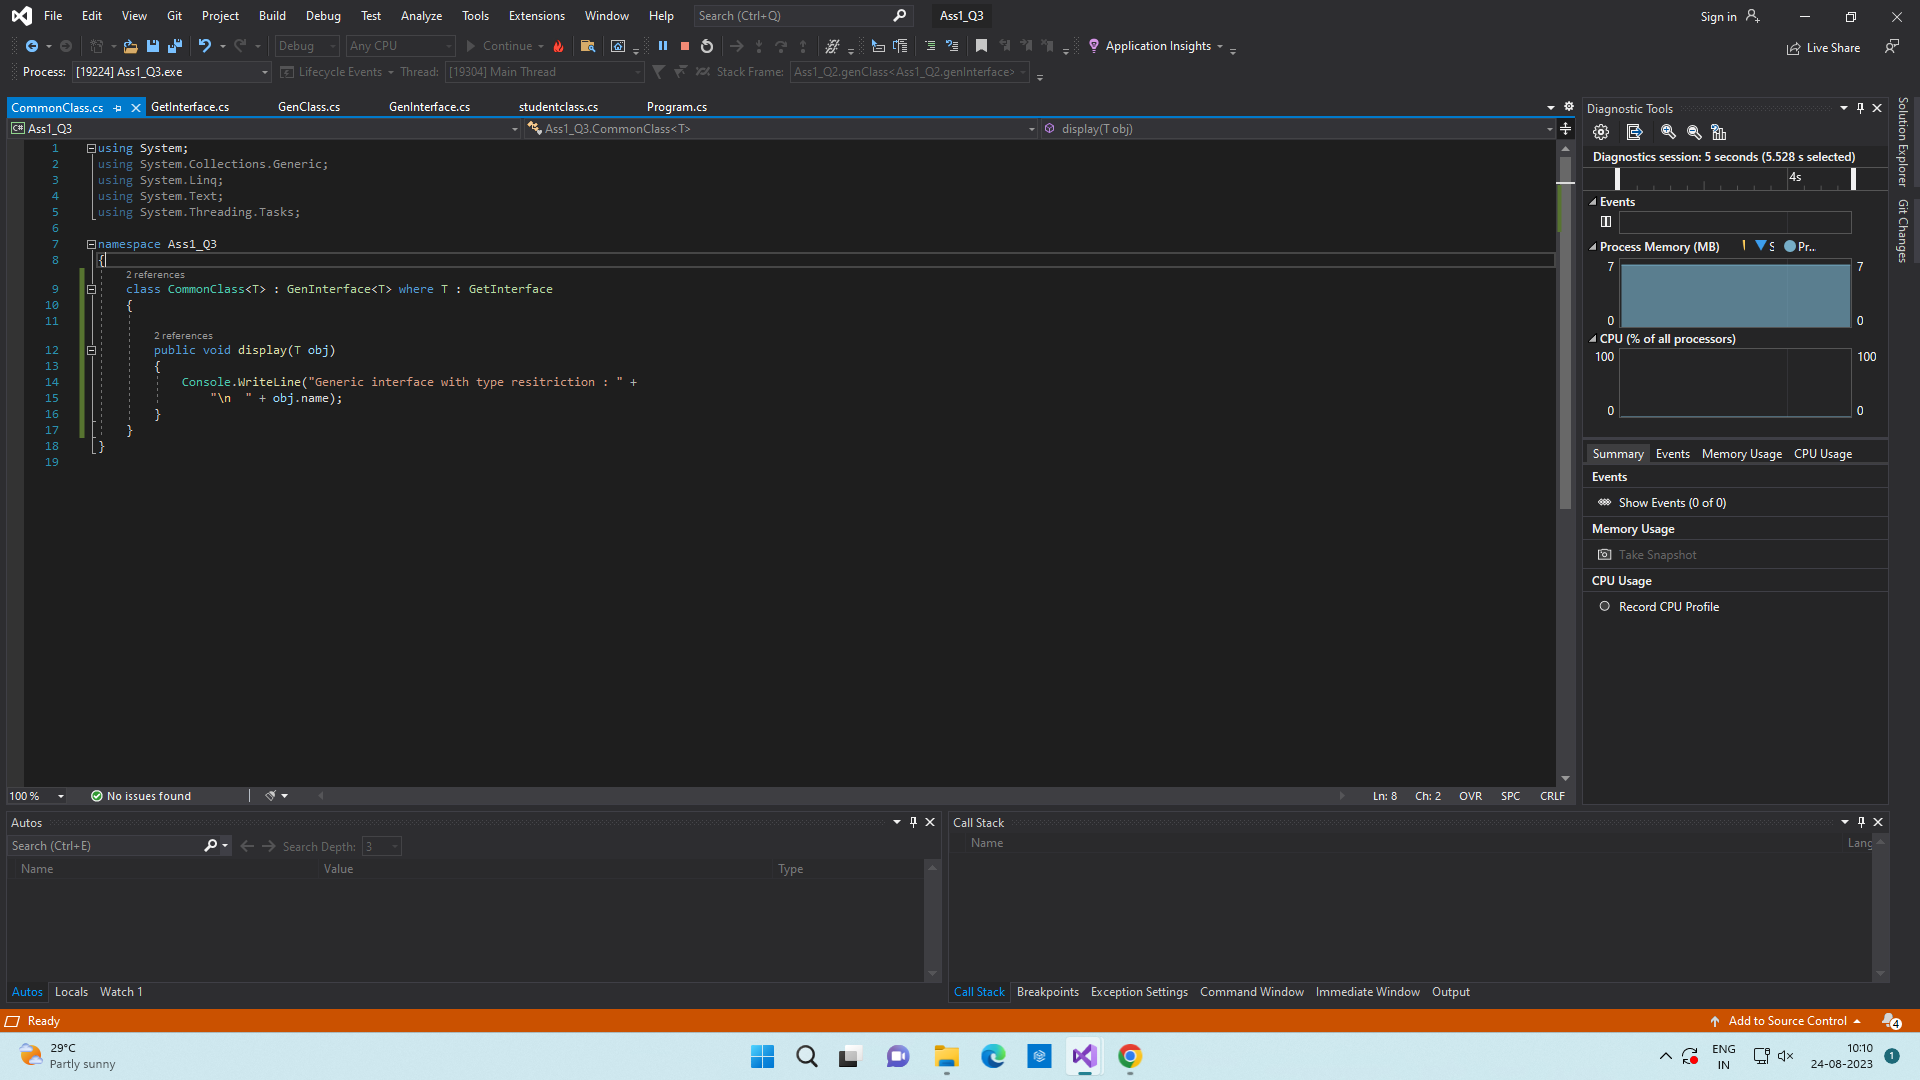 File Edit View Git Project Build Debug Test Analyze Tools Extensions Window Help Search (Ctrl+Q) Ass1_Q3 Sign in
Debug Any CPU Continue Application Insights Live Share
Process: [19224] Ass1_Q3.exe Lifecycle Events Thread: [19304] Main Thread Stack Frame: Ass1_Q2.genClass<Ass1_Q2.genInterface>
CommonClass.cs GetInterface.cs GenClass.cs GenInterface.cs studentclass.cs Program.cs
C# Ass1_Q3 Ass1_Q3.CommonClass<T> display(T obj)
1 using System;
2 using System.Collections.Generic;
3 using System.Linq;
4 using System.Text;
5 using System.Threading.Tasks;
6
7 namespace Ass1_Q3
8 {
2 references
9 class CommonClass<T> : GenInterface<T> where T : GetInterface
10 {
11
2 references
12 public void display(T obj)
13 {
14 Console.WriteLine("Generic interface with type resitriction : " +
15 "\n  " + obj.name);
16 }
17 }
18 }
19
100 % No issues found Ln: 8 Ch: 2 OVR SPC CRLF
Diagnostic Tools
Diagnostics session: 5 seconds (5.528 s selected)
4s
Events
Process Memory (MB) S Pr...
7 7
0 0
CPU (% of all processors)
100 100
0 0
Summary Events Memory Usage CPU Usage
Events
Show Events (0 of 0)
Memory Usage
Take Snapshot
CPU Usage
Record CPU Profile
Solution Explorer
Git Changes
Autos
Search (Ctrl+E) Search Depth: 3
Name Value Type
Autos Locals Watch 1
Call Stack
Name Lang
Call Stack Breakpoints Exception Settings Command Window Immediate Window Output
Ready Add to Source Control 4
29°C
Partly sunny
ENG
IN
10:10
24-08-2023
1